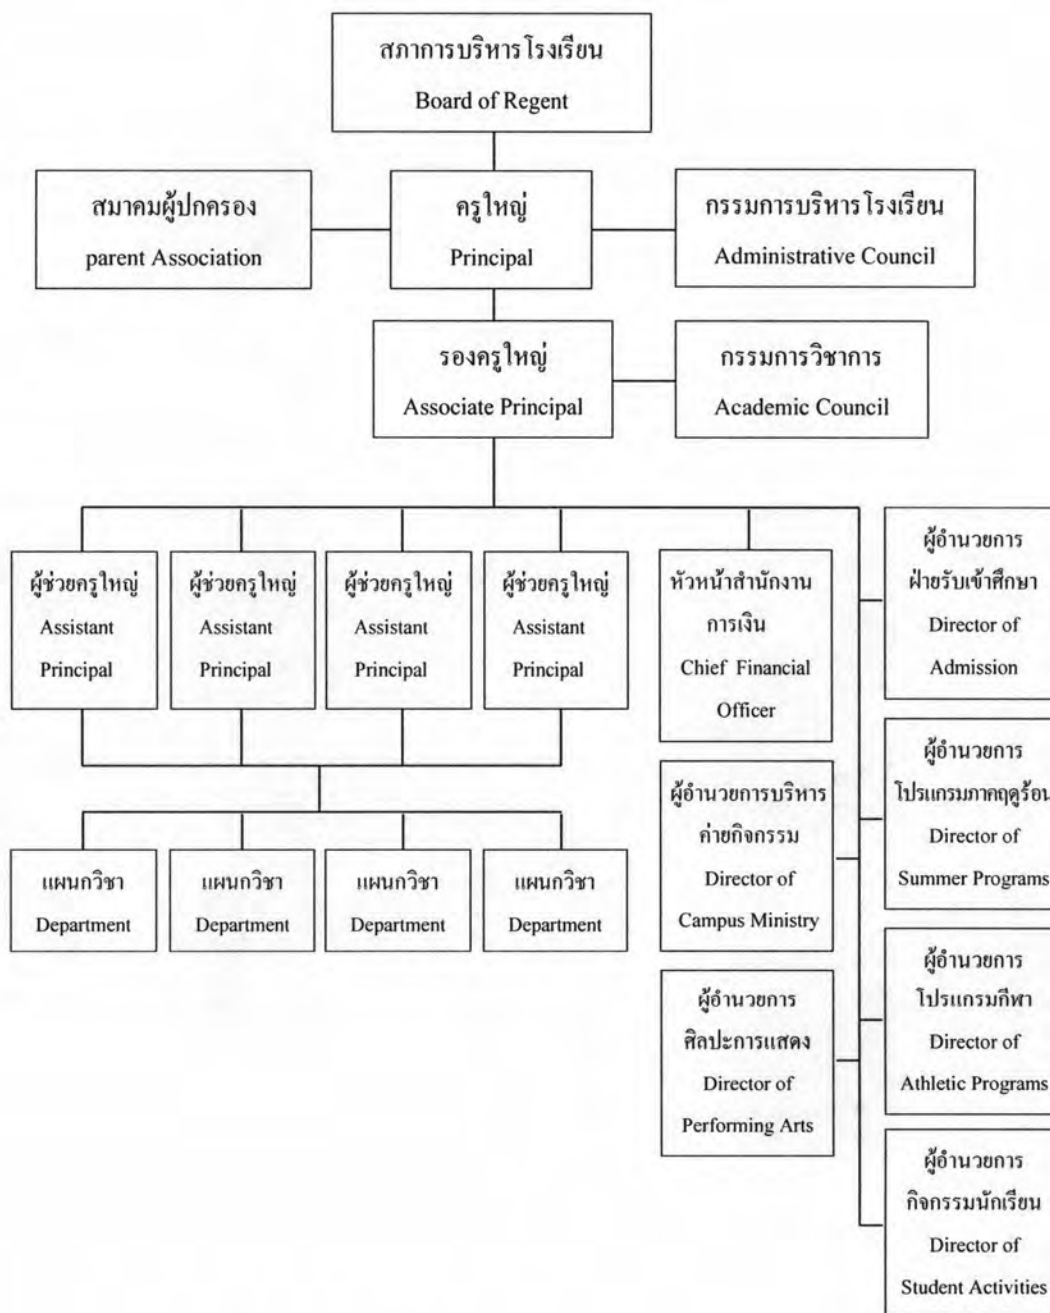 สภาการบริหารโรงเรียน
Board of Regent
สมาคมผู้ปกครอง
parent Association
ครูใหญ่
Principal
กรรมการบริหารโรงเรียน
Administrative Council
รองครูใหญ่
Associate Principal
กรรมการวิชาการ
Academic Council
ผู้ช่วยครูใหญ่
Assistant
Principal
ผู้ช่วยครูใหญ่
Assistant
Principal
ผู้ช่วยครูใหญ่
Assistant
Principal
ผู้ช่วยครูใหญ่
Assistant
Principal
หัวหน้าสำนักงาน
การเงิน
Chief Financial
Officer
ผู้อำนวยการ
ฝ่ายรับเข้าศึกษา
Director of
Admission
ผู้อำนวยการบริหาร
ค่ายกิจกรรม
Director of
Campus Ministry
ผู้อำนวยการ
โปรแกรมภาคฤดูร้อน
Director of
Summer Programs
แผนกวิชา
Department
แผนกวิชา
Department
แผนกวิชา
Department
แผนกวิชา
Department
ผู้อำนวยการ
ศิลปะการแสดง
Director of
Performing Arts
ผู้อำนวยการ
โปรแกรมกีฬา
Director of
Athletic Programs
ผู้อำนวยการ
กิจกรรมนักเรียน
Director of
Student Activities